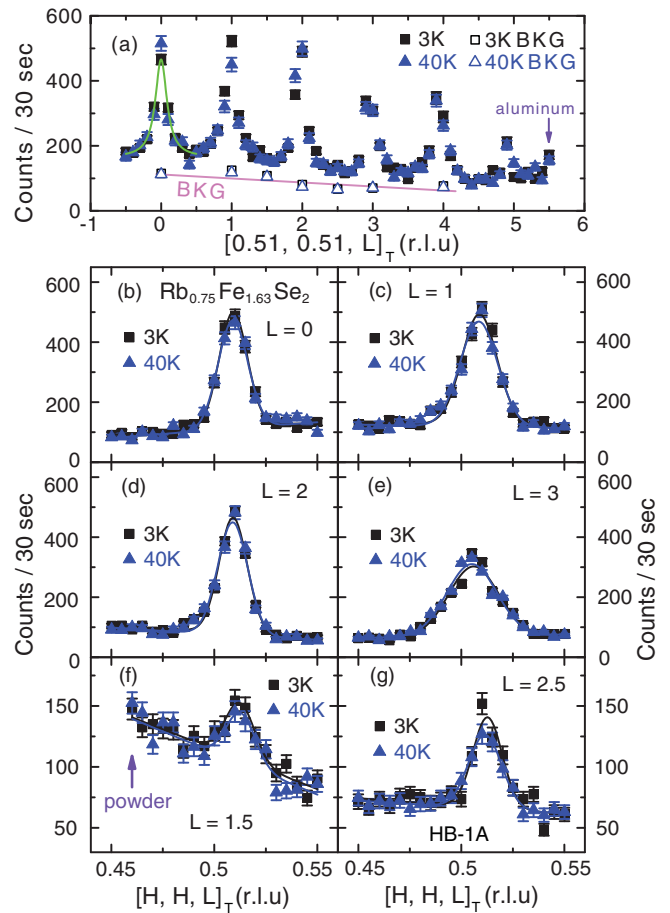 (a)
3K
3K BKG
40K
40K BKG
aluminum
BKG
Counts / 30 sec
600
500
400
300
200
100
0
-1
0
1
2
3
4
5
6
[0.51, 0.51, L]T (r.l.u)
(b)
Rb0.75Fe1.63Se2
L = 0
3K
40K
600
400
200
0
(c)
L = 1
3K
40K
600
400
200
0
(d)
L = 2
3K
40K
600
400
200
0
Counts / 30 sec
(e)
L = 3
3K
40K
600
400
200
0
Counts / 30 sec
(f)
3K
40K
powder
L = 1.5
150
100
50
0.45
0.5
0.55
[H, H, L]T (r.l.u)
(g)
L = 2.5
3K
40K
HB-1A
150
100
50
0.45
0.5
0.55
[H, H, L]T (r.l.u)